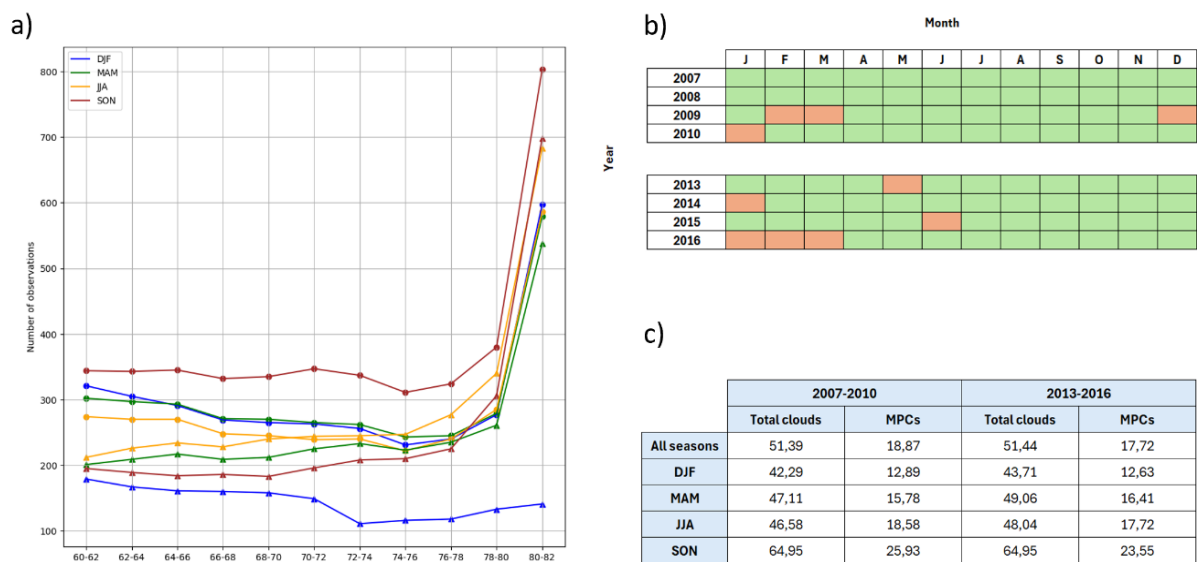 a)
800
700
600
500
400
300
200
100
Number of observations
DJF
MAM
JJA
SON
60-62 62-64 64-66 66-68 68-70 70-72 72-74 74-76 76-78 78-80 80-82
b)
Month
J F M A M J J A S O N D
Year
2007
2008
2009
2010
2013
2014
2015
2016
c)
2007-2010 2013-2016
Total clouds MPCs Total clouds MPCs
All seasons 51,39 18,87 51,44 17,72
DJF 42,29 12,89 43,71 12,63
MAM 47,11 15,78 49,06 16,41
JJA 46,58 18,58 48,04 17,72
SON 64,95 25,93 64,95 23,55